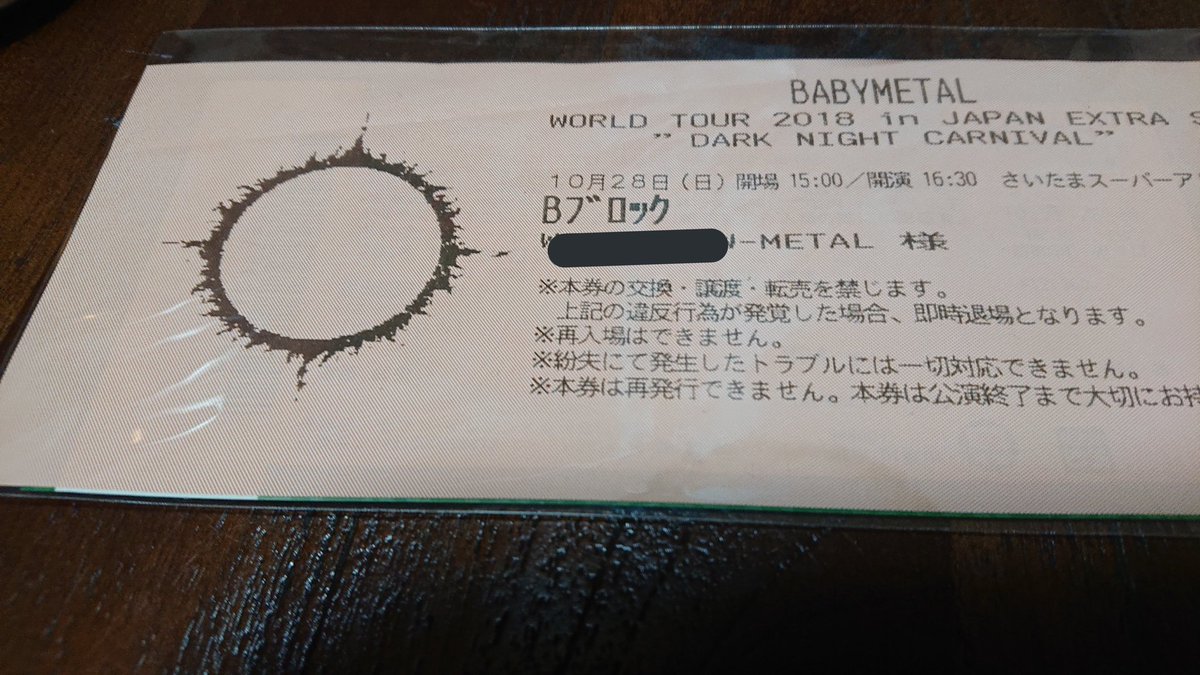 BABYMETAL
WORLD TOUR 2018 in JAPAN EXTRA
" DARK NIGHT CARNIVAL"
10月28日（日）開場 15:00／開演 16:30 さいたまスーパーア
Bブロック
-METAL 様
※本券の交換・譲渡・転売を禁じます。
上記の違反行為が発覚した場合、即時退場となります。
※再入場はできません。
※紛失にて発生したトラブルには一切対応できません。
※本券は再発行できません。本券は公演終了まで大切にお持